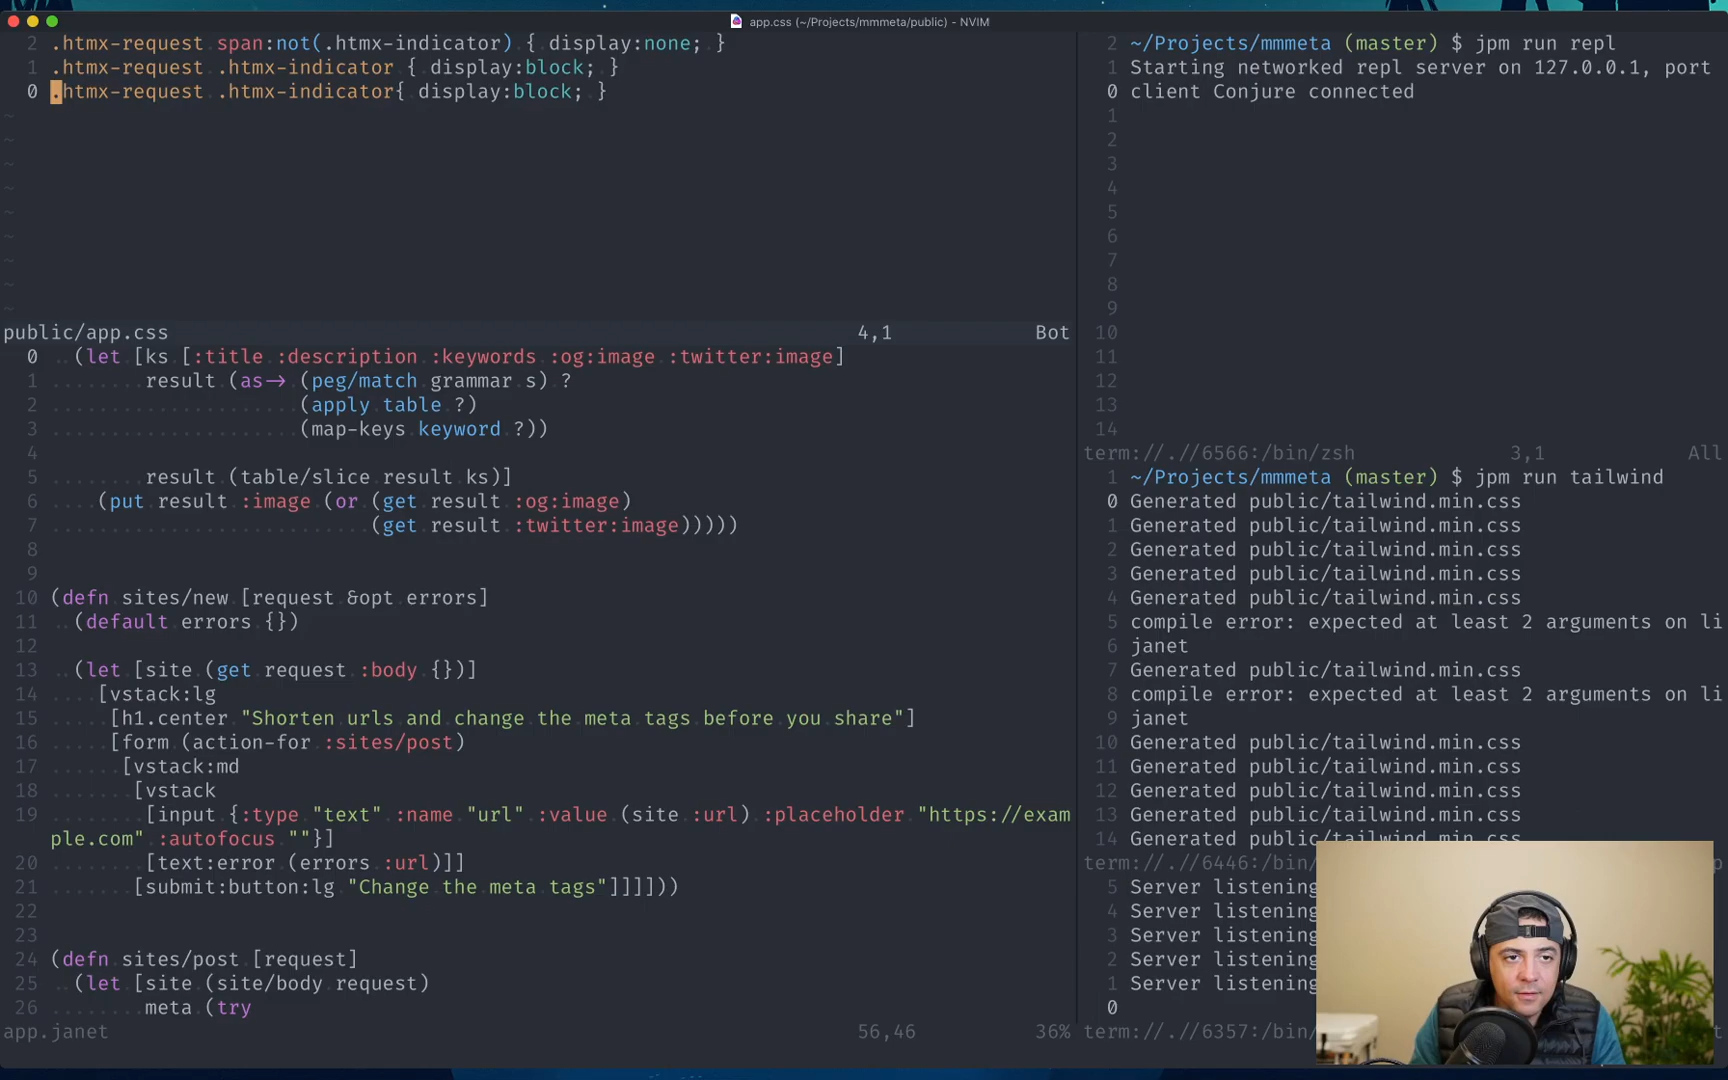 app.css (~/Projects/mmmeta/public) - NVIM
2 .htmx-request span:not(.htmx-indicator) { display:none; }
1 .htmx-request .htmx-indicator { display:block; }
0 .htmx-request .htmx-indicator{ display:block; }
~
~
~
~
~
~
~
~
~
public/app.css 4,1 Bot
0 (let [ks [:title :description :keywords :og:image :twitter:image]
1 result (as-> (peg/match grammar s) ?
2 (apply table ?)
3 (map-keys keyword ?))
4
5 result (table/slice result ks)]
6 (put result :image (or (get result :og:image)
7 (get result :twitter:image)))))
8
9
10 (defn sites/new [request &opt errors]
11 (default errors {})
12
13 (let [site (get request :body {})]
14 [vstack:lg
15 [h1.center "Shorten urls and change the meta tags before you share"]
16 [form (action-for :sites/post)
17 [vstack:md
18 [vstack
19 [input {:type "text" :name "url" :value (site :url) :placeholder "https://exam
ple.com" :autofocus ""}]
20 [text:error (errors :url)]]
21 [submit:button:lg "Change the meta tags"]]]]))
22
23
24 (defn sites/post [request]
25 (let [site (site/body request)
26 meta (try
app.janet 56,46 36%
2 ~/Projects/mmmeta (master) $ jpm run repl
1 Starting networked repl server on 127.0.0.1, port
0 client Conjure connected
1
2
3
4
5
6
7
8
9
10
11
12
13
14
term://.//6566:/bin/zsh 3,1 All
1 ~/Projects/mmmeta (master) $ jpm run tailwind
0 Generated public/tailwind.min.css
1 Generated public/tailwind.min.css
2 Generated public/tailwind.min.css
3 Generated public/tailwind.min.css
4 Generated public/tailwind.min.css
5 compile error: expected at least 2 arguments on li
6 janet
7 Generated public/tailwind.min.css
8 compile error: expected at least 2 arguments on li
9 janet
10 Generated public/tailwind.min.css
11 Generated public/tailwind.min.css
12 Generated public/tailwind.min.css
13 Generated public/tailwind.min.css
14 Generated public/tailwind.min.css
term://.//6446:/bin/
5 Server listening
4 Server listening
3 Server listening
2 Server listening
1 Server listening
0
term://.//6357:/bin/